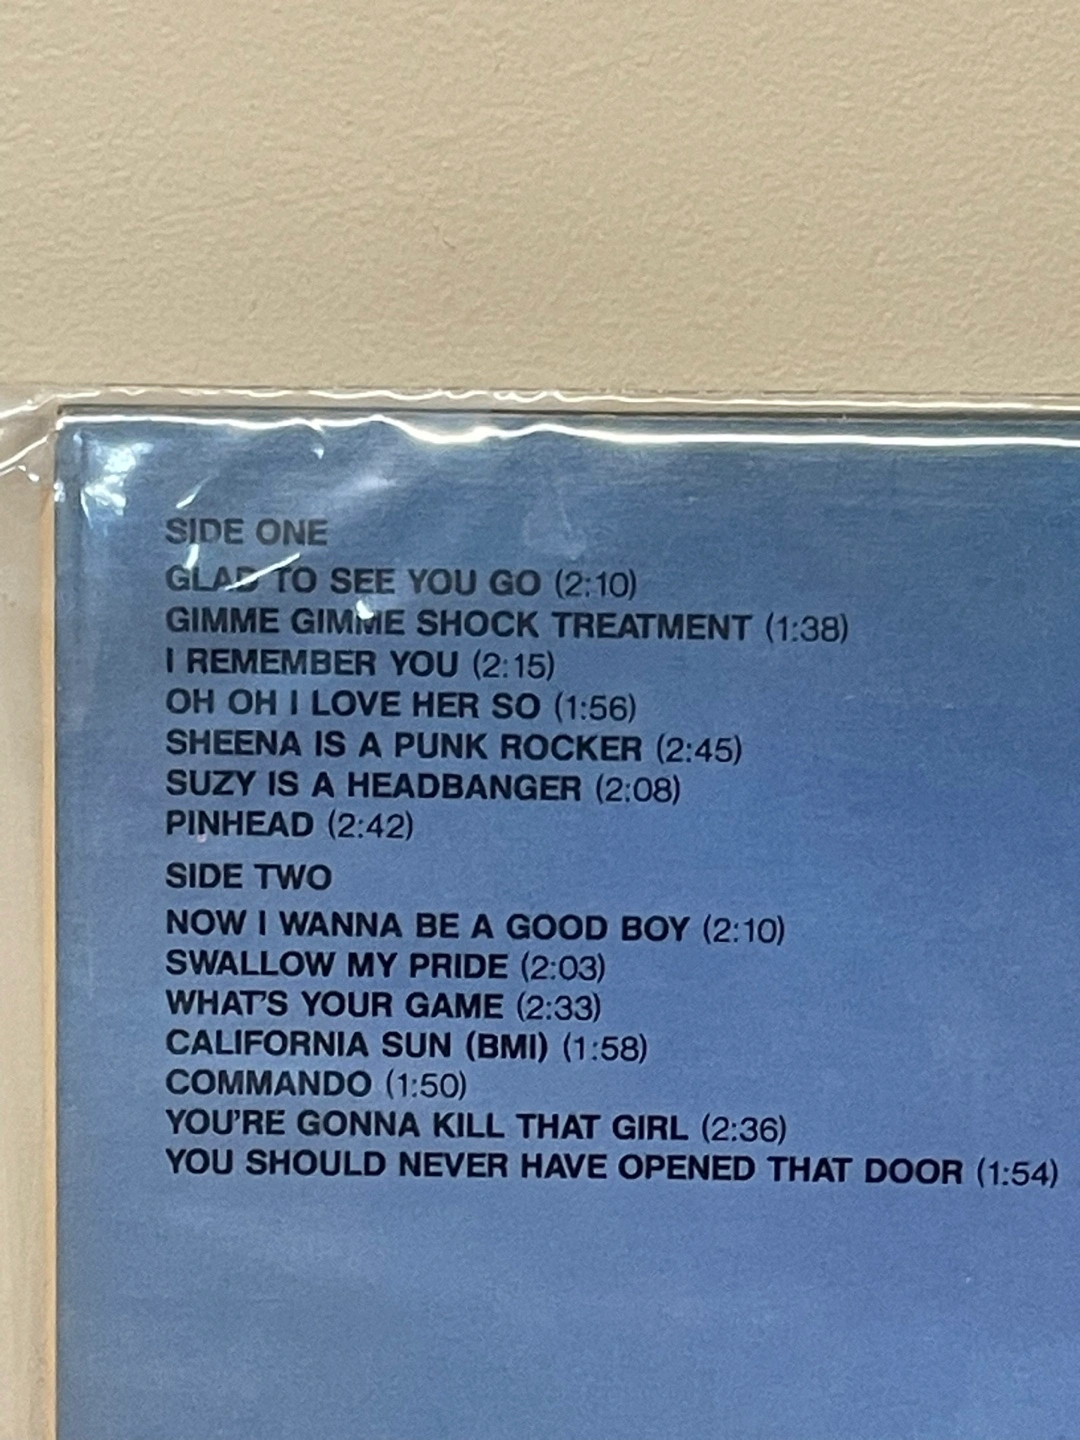 SIDE ONE
GLAD TO SEE YOU GO (2:10)
GIMME GIMME SHOCK TREATMENT (1:38)
I REMEMBER YOU (2:15)
OH OH I LOVE HER SO (1:56)
SHEENA IS A PUNK ROCKER (2:45)
SUZY IS A HEADBANGER (2:08)
PINHEAD (2:42)
SIDE TWO
NOW I WANNA BE A GOOD BOY (2:10)
SWALLOW MY PRIDE (2:03)
WHAT'S YOUR GAME (2:33)
CALIFORNIA SUN (BMI) (1:58)
COMMANDO (1:50)
YOU'RE GONNA KILL THAT GIRL (2:36)
YOU SHOULD NEVER HAVE OPENED THAT DOOR (1:54)